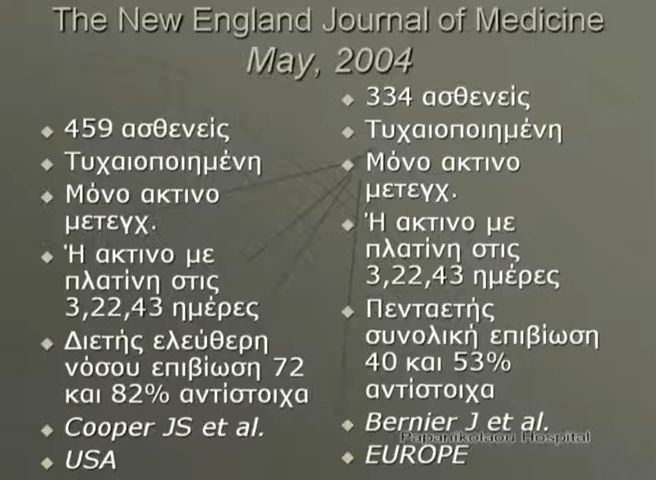 The New England Journal of Medicine
May, 2004
459 ασθενείς
Τυχαιοποιημένη
Μόνο ακτινο
μετεγχ.
Ή ακτινο με
πλατίνη στις
3,22,43 ημέρες
Διετής ελεύθερη
νόσου επιβίωση 72
και 82% αντίστοιχα
Cooper JS et al.
USA
334 ασθενείς
Τυχαιοποιημένη
Μόνο ακτινο
μετεγχ.
Ή ακτινο με
πλατίνη στις
3,22,43 ημέρες
Πενταετής
συνολική επιβίωση
40 και 53%
αντίστοιχα
Bernier J et al.
Papanikolaou Hospital
EUROPE